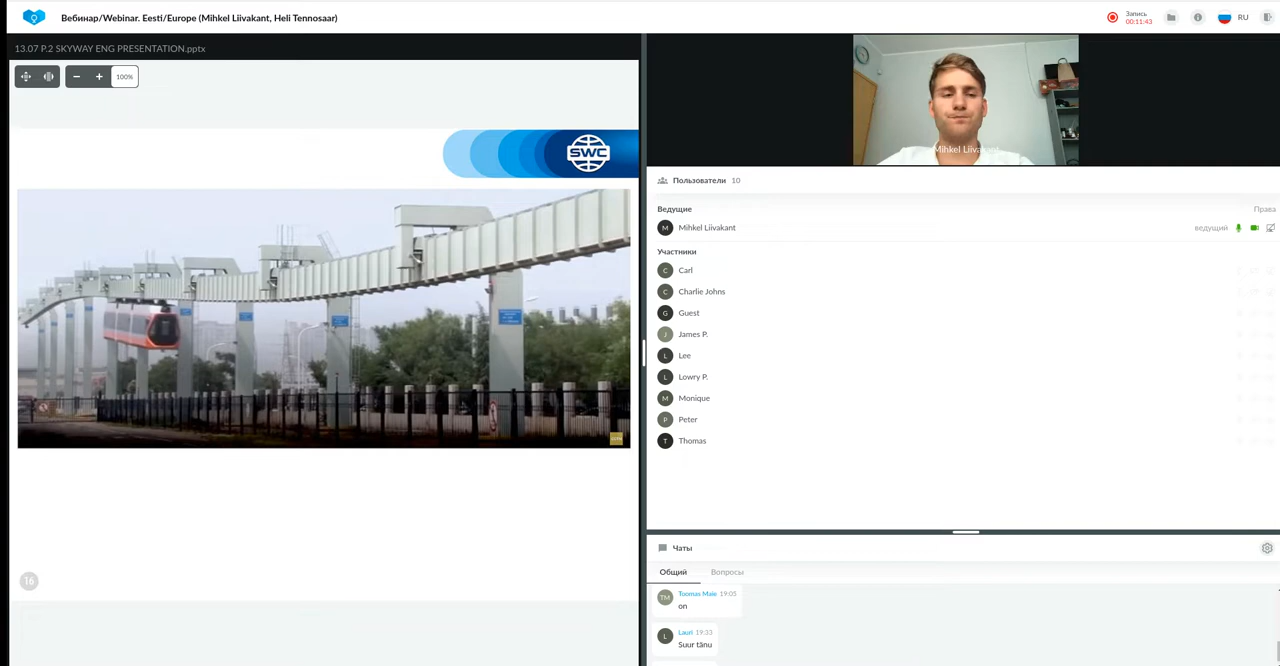 Вебинар/Webinar. Eesti/Europe (Mihkel Liivakant, Heli Tennosaar)
Запись
00:11:43
RU
13.07 P.2 SKYWAY ENG PRESENTATION.pptx
100%
SWC
16
Mihkel Liivakant
Пользователи 10
Ведущие
Права
M Mihkel Liivakant
ведущий
Участники
C Carl
C Charlie Johns
G Guest
J James P.
L Lee
L Lowry P.
M Monique
P Peter
T Thomas
Чаты
Общий Вопросы
TM Toomas Maie 19:05
on
L Lauri 19:33
Suur tänu